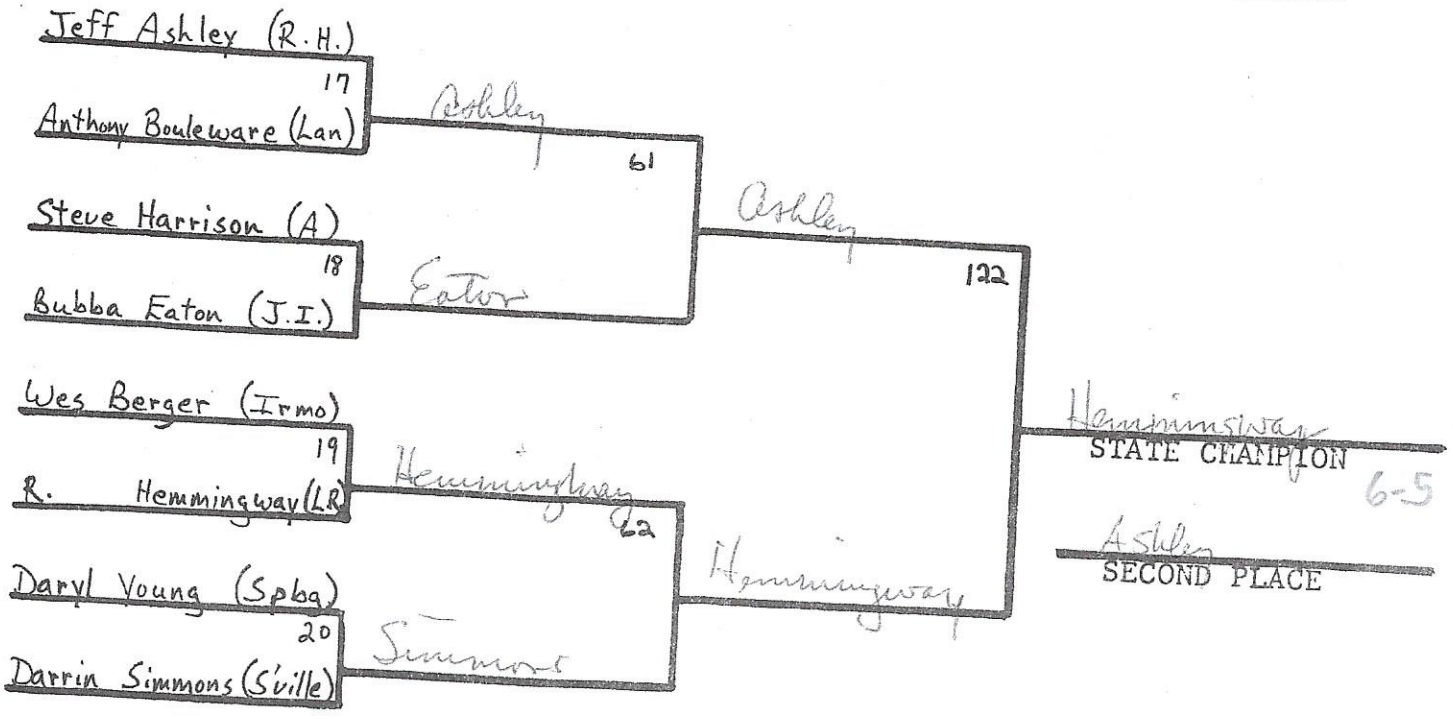 Jeff Ashley (R.H.)
17
Anthony Bouleware (Lan)
Ashley
61
Steve Harrison (A)
18
Bubba Eaton (J.I.)
Eaton
Ashley
122
Wes Berger (Irmo)
19
R. Hemmingway (LR)
Hemmingway
62
Daryl Young (Spbg)
20
Darrin Simmons (S'ville)
Simmons
Hemmingway
Hemmingway
STATE CHAMPION
6-5
Ashley
SECOND PLACE